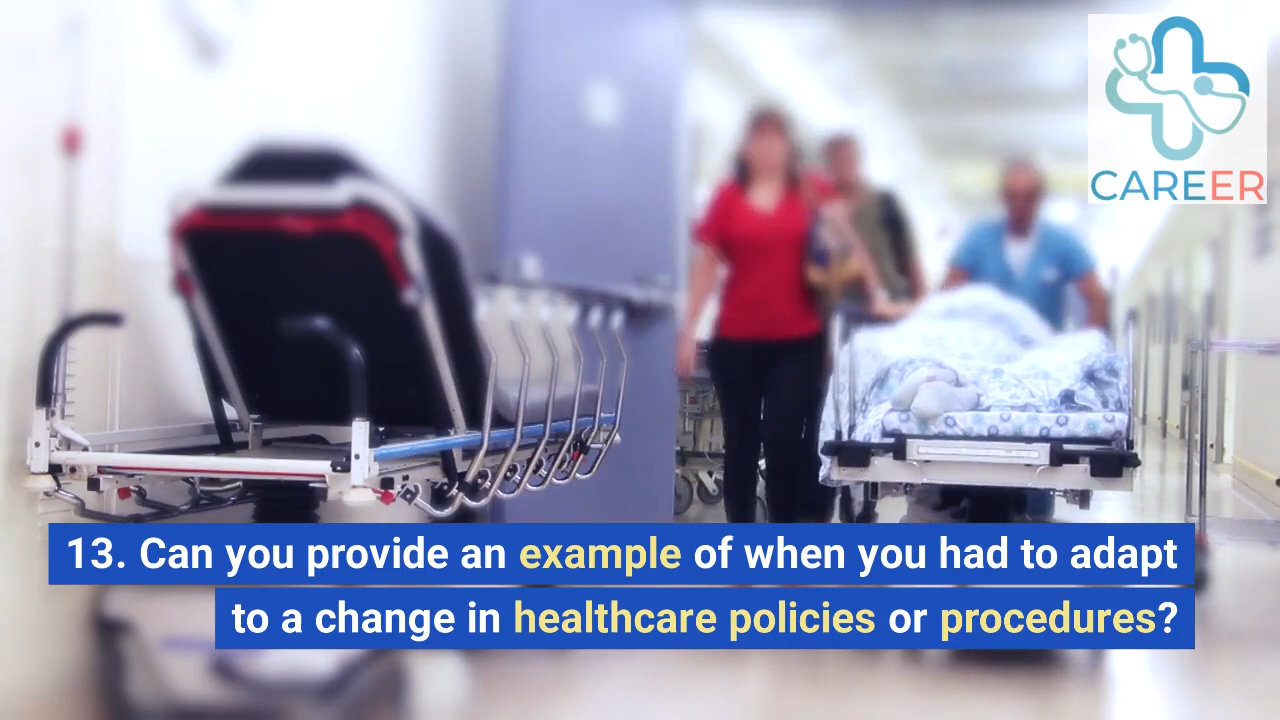 CAREER
13. Can you provide an example of when you had to adapt
to a change in healthcare policies or procedures?